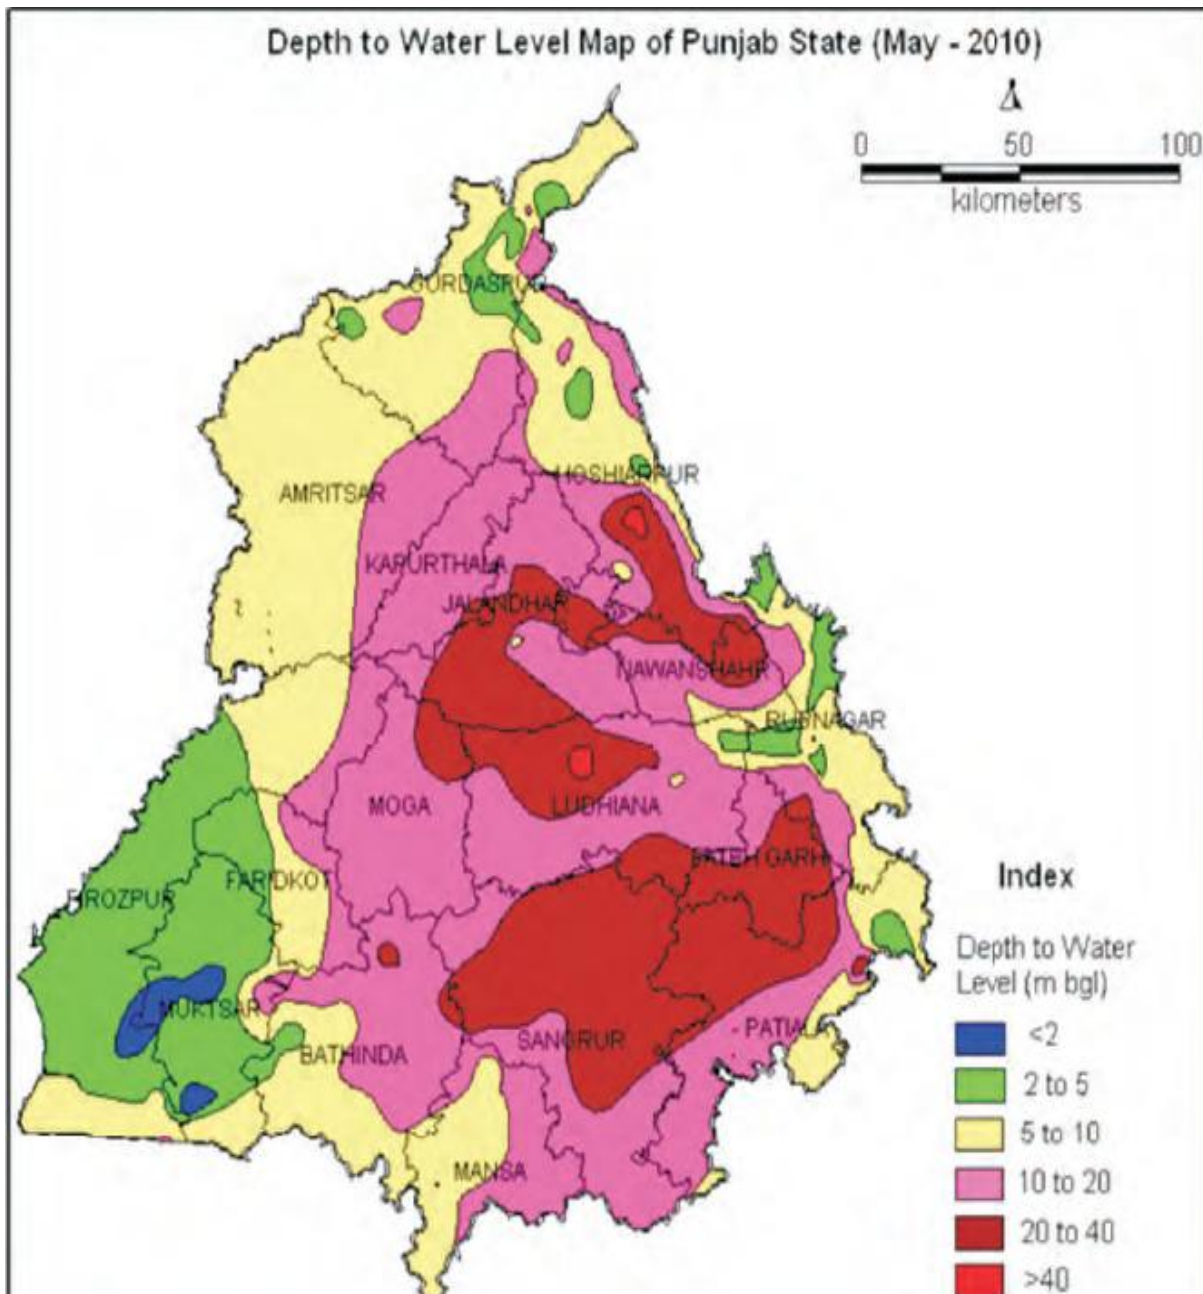 Depth to Water Level Map of Punjab State (May - 2010)
0 50 100
kilometers
GURDASPUR
HOSHIARPUR
AMRITSAR
KAPURTHALA
JALANDHAR
NAWANSHAHR
RUPNAGAR
MOGA
LUDHIANA
FATEH GARH
FARIDKOT
FIROZPUR
MUKTSAR
BATHINDA
SANGRUR
PATIALA
MANSA
Index
Depth to Water
Level (m bgl)
<2
2 to 5
5 to 10
10 to 20
20 to 40
>40